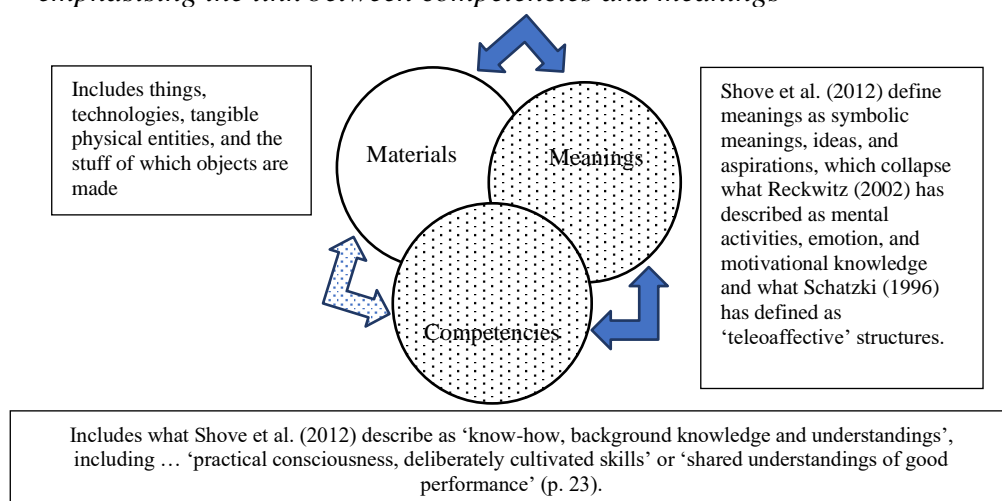 emphasising the link between competencies and meanings
Includes things,
technologies, tangible
physical entities, and the
stuff of which objects are
made
Materials
Meanings
Competencies
Shove et al. (2012) define
meanings as symbolic
meanings, ideas, and
aspirations, which collapse
what Reckwitz (2002) has
described as mental
activities, emotion, and
motivational knowledge
and what Schatzki (1996)
has defined as
‘teleoaffective’ structures.
Includes what Shove et al. (2012) describe as ‘know-how, background knowledge and understandings’,
including … ‘practical consciousness, deliberately cultivated skills’ or ‘shared understandings of good
performance’ (p. 23).